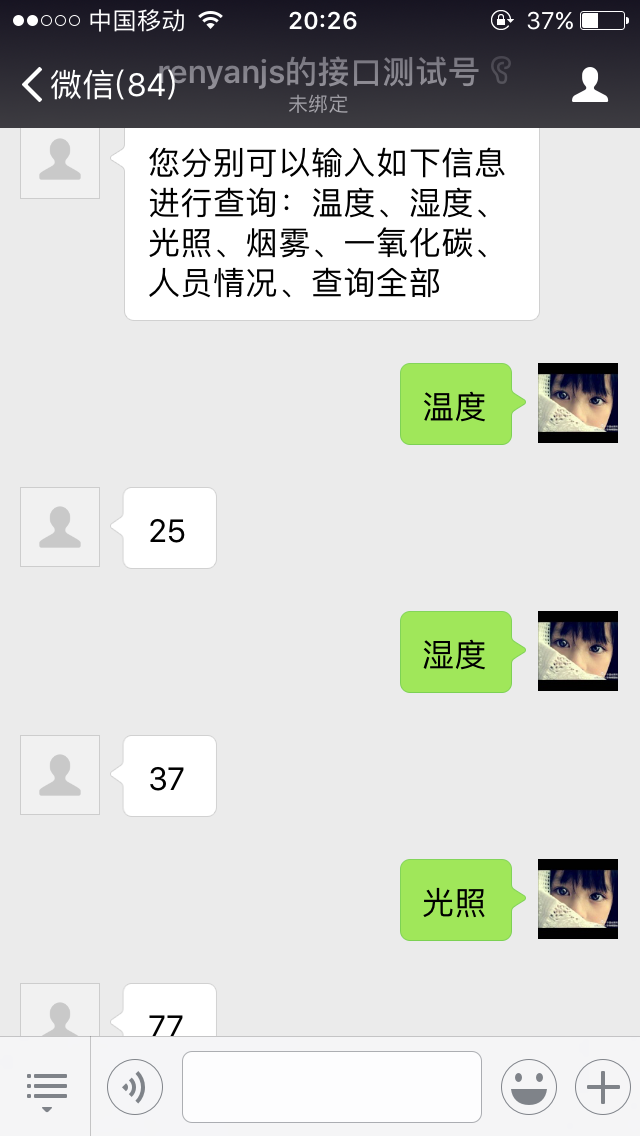 中国移动 20:26 37%
微信(84) renyanjs的接口测试号
未绑定
您分别可以输入如下信息
进行查询：温度、湿度、
光照、烟雾、一氧化碳、
人员情况、查询全部
温度
25
湿度
37
光照
77